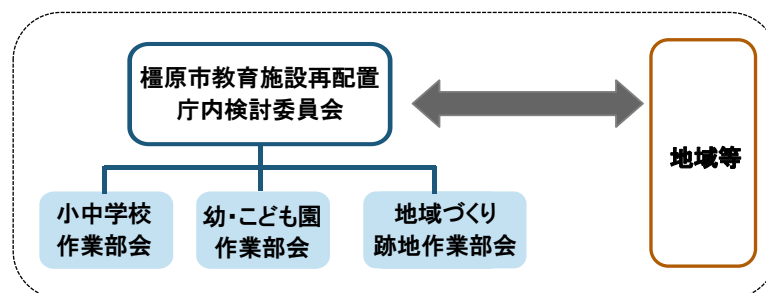 橿原市教育施設再配置
庁内検討委員会
地域等
小中学校
作業部会
幼・こども園
作業部会
地域づくり
跡地作業部会